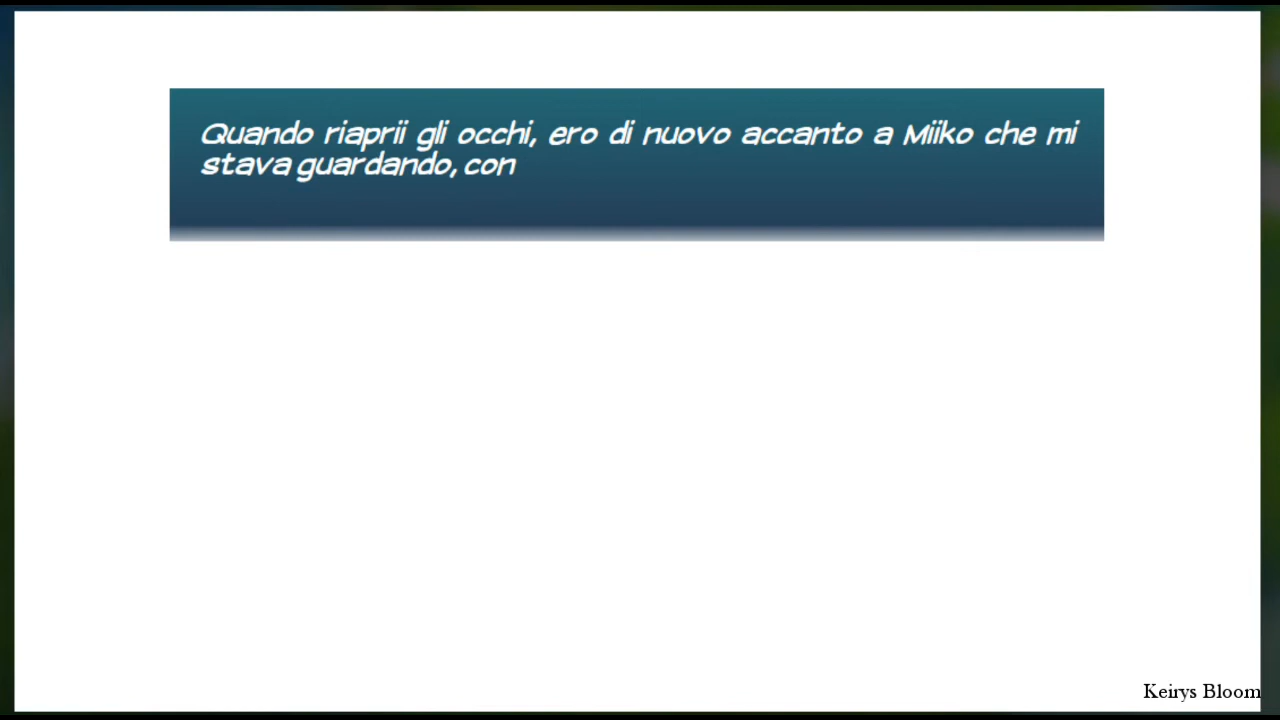 Quando riaprii gli occhi, ero di nuovo accanto a Miiko che mi
stava guardando, con
Keirys Bloom